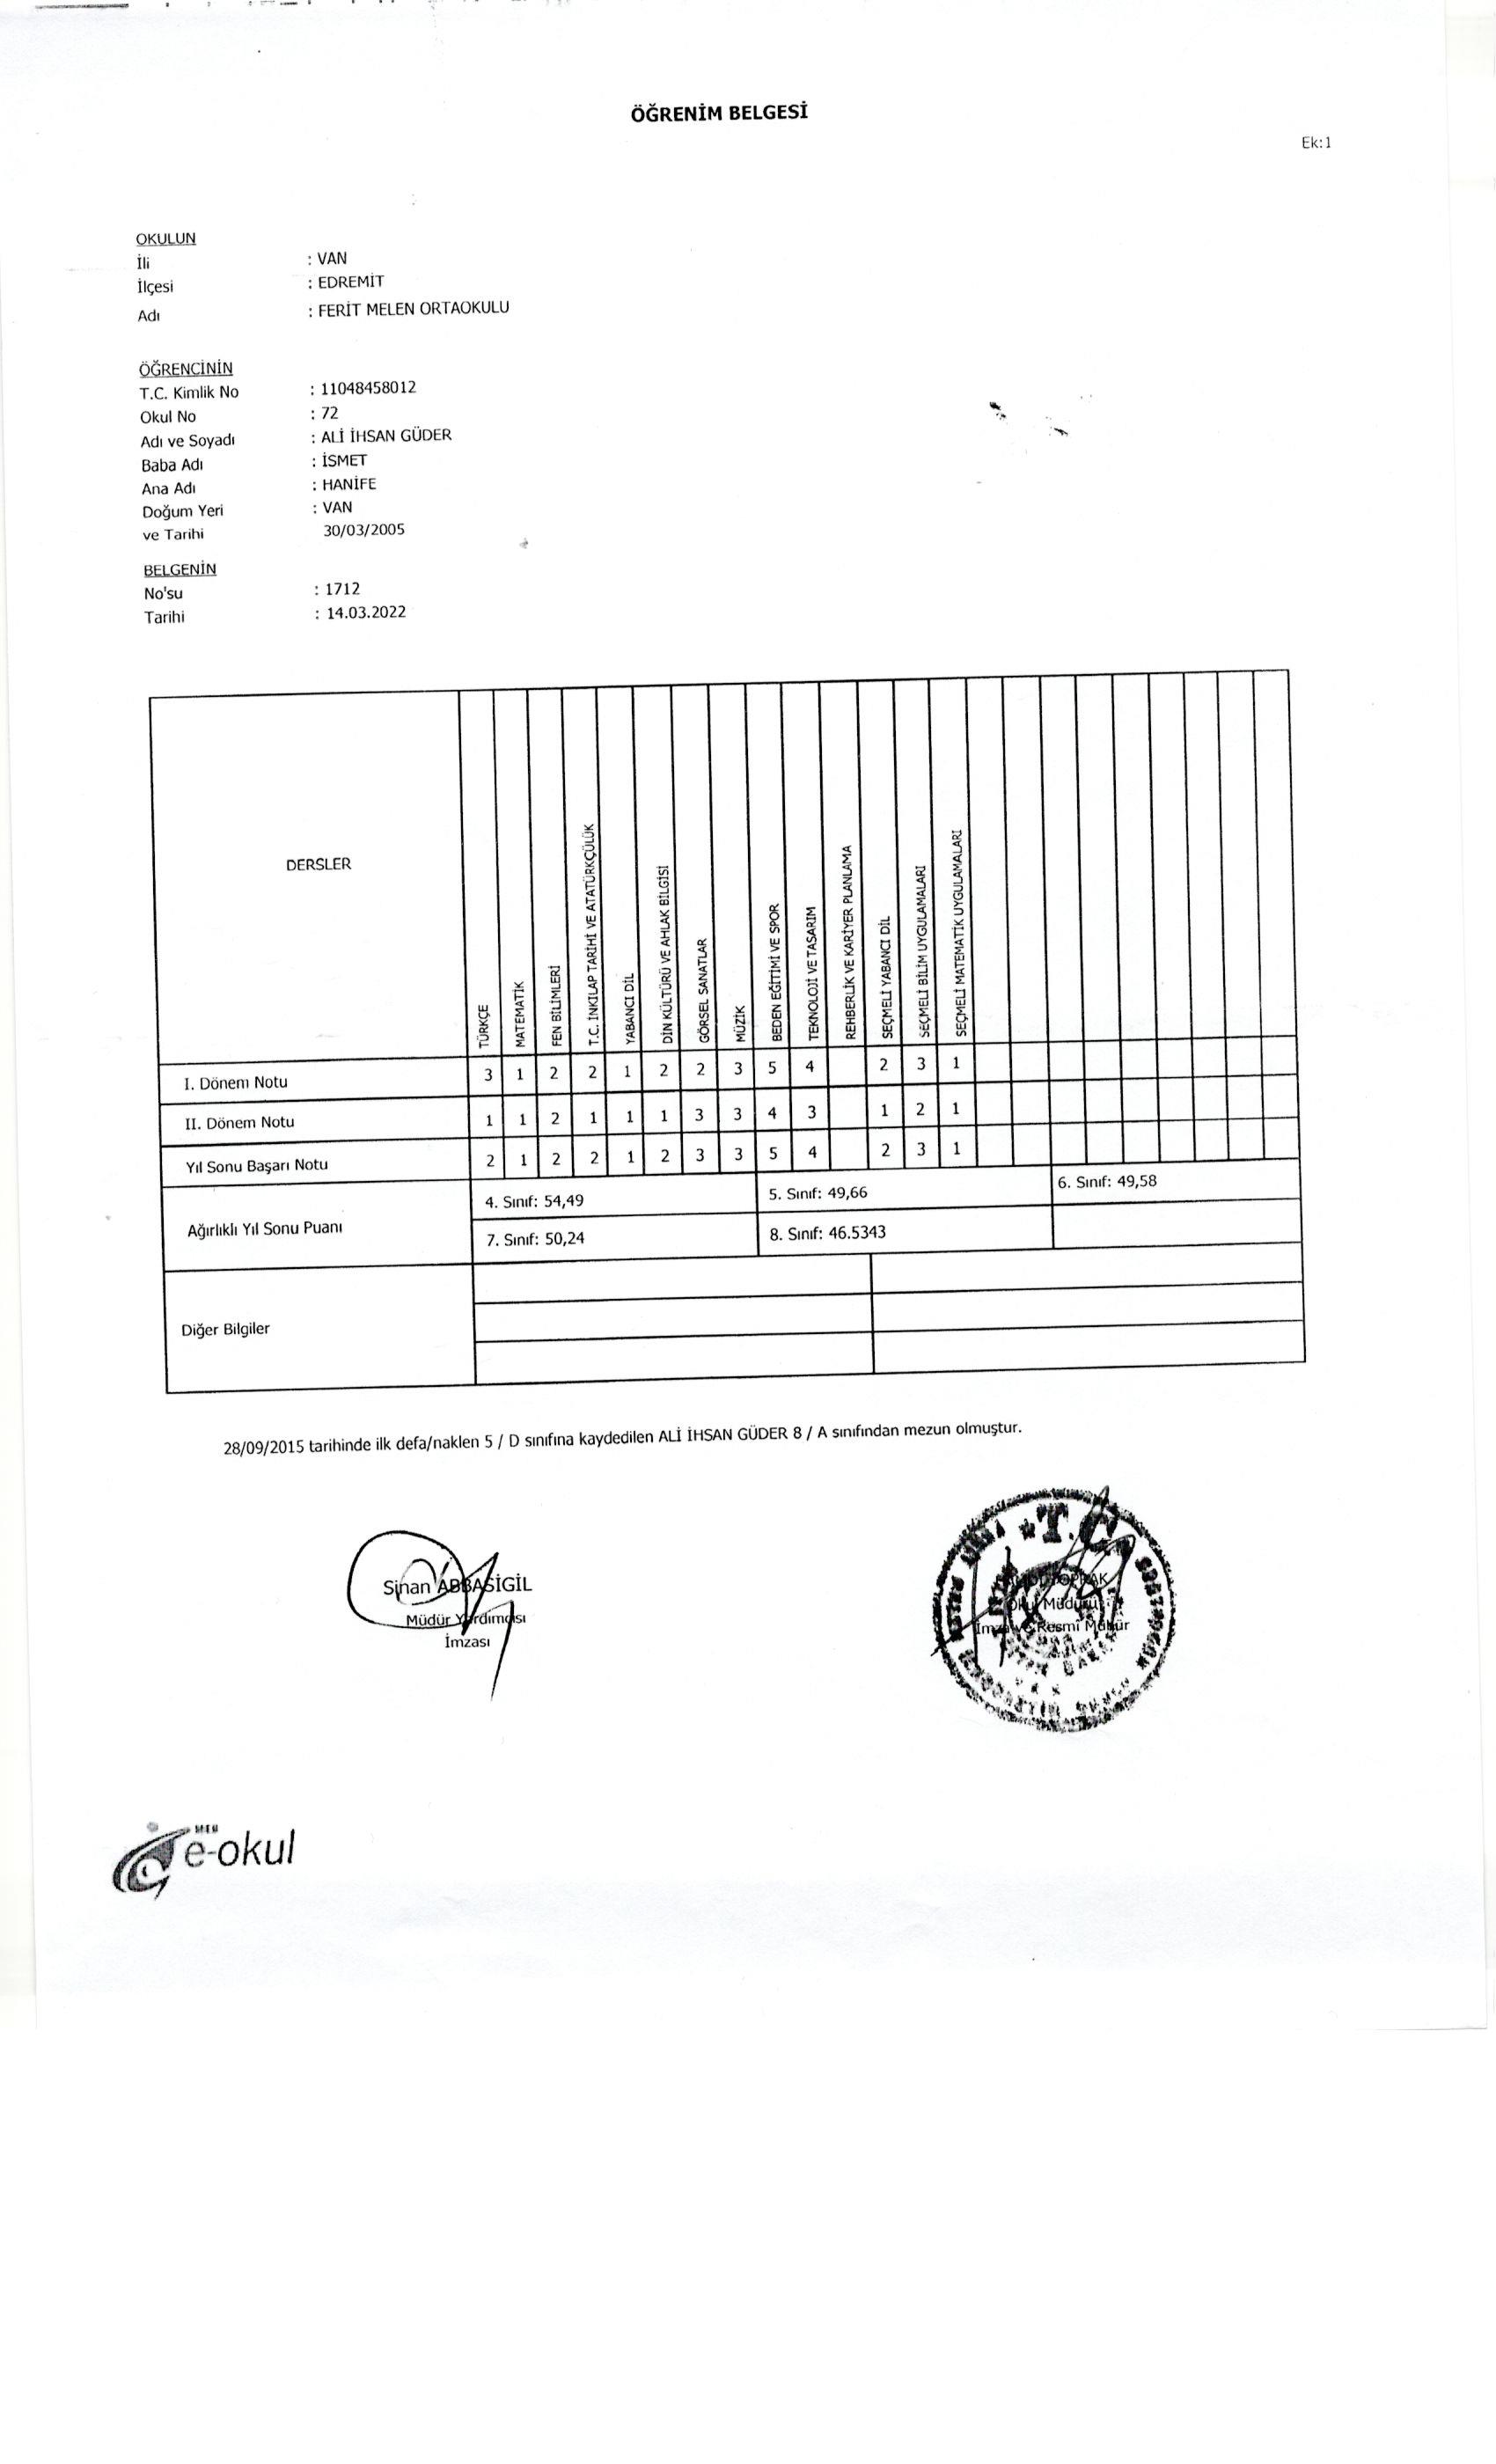 ÖĞRENİM BELGESİ
Ek:1
OKULUN
İli : VAN
İlçesi : EDREMİT
Adı : FERİT MELEN ORTAOKULU
ÖĞRENCİNİN
T.C. Kimlik No : 11048458012
Okul No : 72
Adı ve Soyadı : ALİ İHSAN GÜDER
Baba Adı : İSMET
Ana Adı : HANİFE
Doğum Yeri : VAN
ve Tarihi 30/03/2005
BELGENİN
No'su : 1712
Tarihi : 14.03.2022
DERSLER
TÜRKÇE
MATEMATİK
FEN BİLİMLERİ
T.C. İNKILAP TARİHİ VE ATATÜRKÇÜLÜK
YABANCI DİL
DİN KÜLTÜRÜ VE AHLAK BİLGİSİ
GÖRSEL SANATLAR
MÜZİK
BEDEN EĞİTİMİ VE SPOR
TEKNOLOJİ VE TASARIM
REHBERLİK VE KARİYER PLANLAMA
SEÇMELİ YABANCI DİL
SEÇMELİ BİLİM UYGULAMALARI
SEÇMELİ MATEMATİK UYGULAMALARI
I. Dönem Notu 3 1 2 2 1 2 2 3 5 4 2 3 1
II. Dönem Notu 1 1 2 1 1 1 3 3 4 3 1 2 1
Yıl Sonu Başarı Notu 2 1 2 2 1 2 3 3 5 4 2 3 1
Ağırlıklı Yıl Sonu Puanı
4. Sınıf: 54,49 5. Sınıf: 49,66 6. Sınıf: 49,58
7. Sınıf: 50,24 8. Sınıf: 46.5343
Diğer Bilgiler
28/09/2015 tarihinde ilk defa/naklen 5 / D sınıfına kaydedilen ALİ İHSAN GÜDER 8 / A sınıfından mezun olmuştur.
Sinan ABBASİGİL
Müdür Yardımcısı
İmzası
T.C.
Okul Müdürü
İmza ve Resmi Mühür
MEB
e-okul